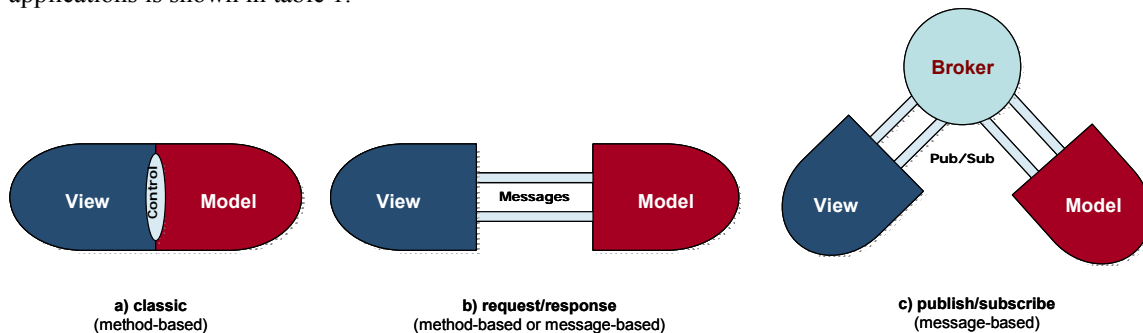 applications is shown in table 1.
View
Control
Model
a) classic
(method-based)
View
Messages
Model
b) request/response
(method-based or message-based)
Broker
Pub/Sub
View
Model
c) publish/subscribe
(message-based)